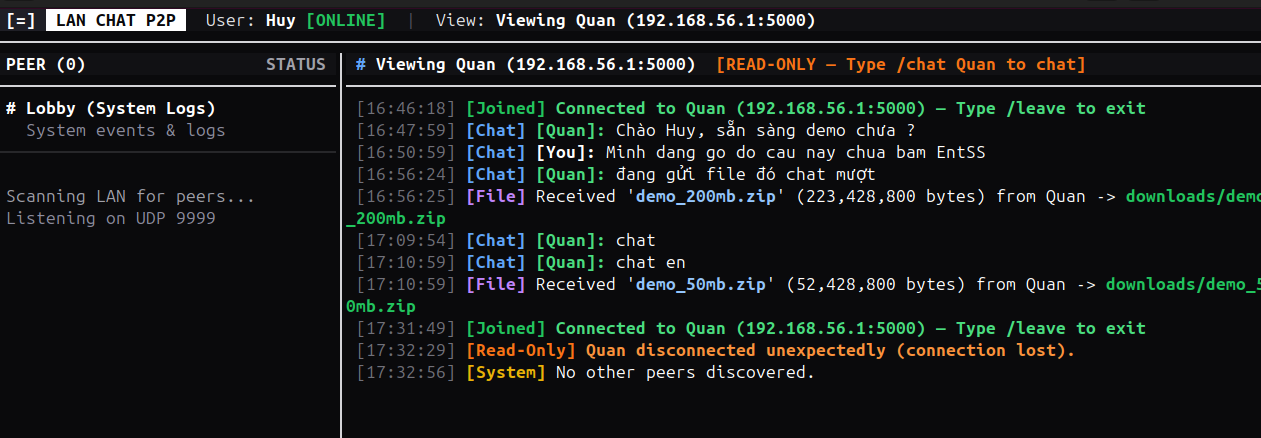 [=] LAN CHAT P2P User: Huy [ONLINE] | View: Viewing Quan (192.168.56.1:5000)
PEER (0) STATUS
# Lobby (System Logs)
System events & logs
Scanning LAN for peers...
Listening on UDP 9999
# Viewing Quan (192.168.56.1:5000) [READ-ONLY — Type /chat Quan to chat]
[16:46:18] [Joined] Connected to Quan (192.168.56.1:5000) — Type /leave to exit
[16:47:59] [Chat] [Quan]: Chào Huy, sẵn sàng demo chưa ?
[16:50:59] [Chat] [You]: Minh dang go do cau nay chua bam EntSS
[16:56:24] [Chat] [Quan]: đang gửi file đó chat mượt
[16:56:25] [File] Received 'demo_200mb.zip' (223,428,800 bytes) from Quan -> downloads/demo
_200mb.zip
[17:09:54] [Chat] [Quan]: chat
[17:10:59] [Chat] [Quan]: chat en
[17:10:59] [File] Received 'demo_50mb.zip' (52,428,800 bytes) from Quan -> downloads/demo_5
0mb.zip
[17:31:49] [Joined] Connected to Quan (192.168.56.1:5000) — Type /leave to exit
[17:32:29] [Read-Only] Quan disconnected unexpectedly (connection lost).
[17:32:56] [System] No other peers discovered.